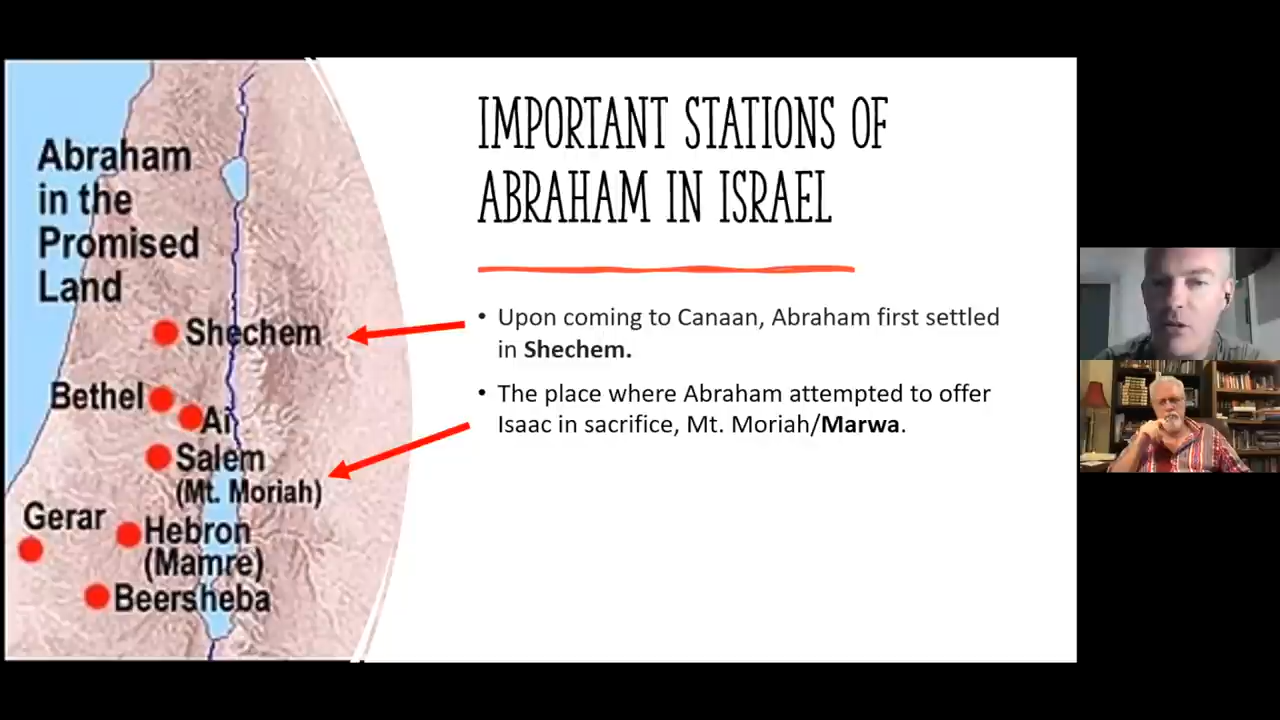 Abraham
in the
Promised
Land
Shechem
Bethel
Ai
Salem
(Mt. Moriah)
Gerar
Hebron
(Mamre)
Beersheba
IMPORTANT STATIONS OF
ABRAHAM IN ISRAEL
• Upon coming to Canaan, Abraham first settled
in Shechem.
• The place where Abraham attempted to offer
Isaac in sacrifice, Mt. Moriah/Marwa.